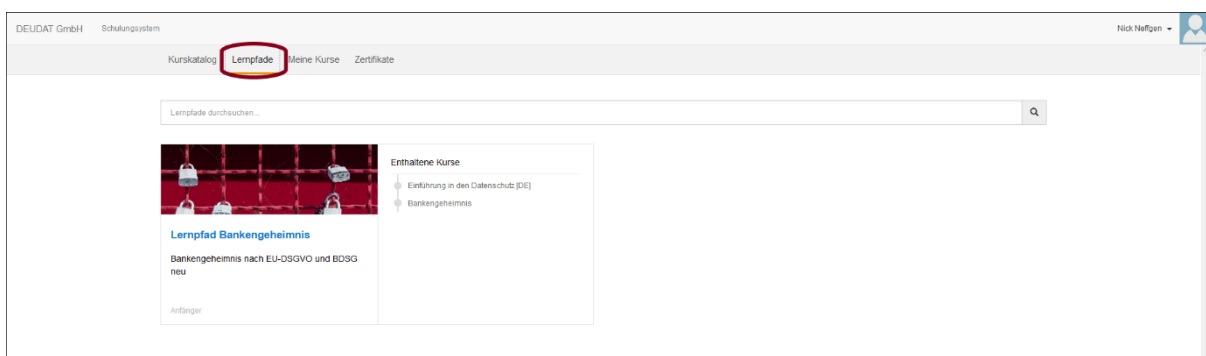 DEUDAT GmbH Schulungsystem Nick Neffgen
Kurskatalog Lernpfade Meine Kurse Zertifikate
Lernpfade durchsuchen...
Enthaltene Kurse
Einführung in den Datenschutz [DE]
Bankengeheimnis
Lernpfad Bankengeheimnis
Bankengeheimnis nach EU-DSGVO und BDSG
neu
Anfänger